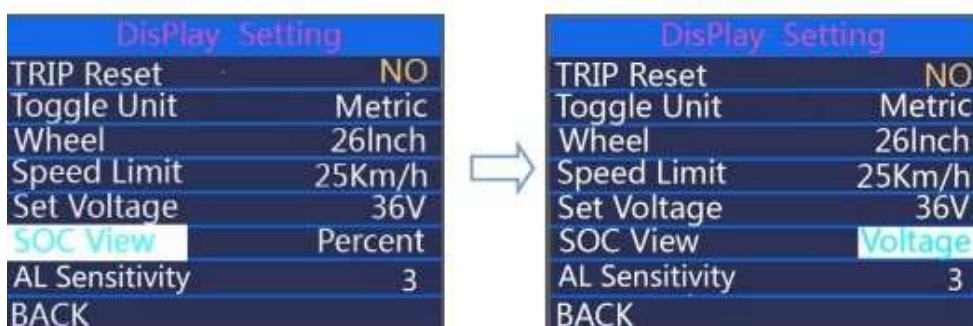 DisPlay Setting
TRIP Reset NO
Toggle Unit Metric
Wheel 26Inch
Speed Limit 25Km/h
Set Voltage 36V
SOC View Percent
AL Sensitivity 3
BACK
DisPlay Setting
TRIP Reset NO
Toggle Unit Metric
Wheel 26Inch
Speed Limit 25Km/h
Set Voltage 36V
SOC View Voltage
AL Sensitivity 3
BACK